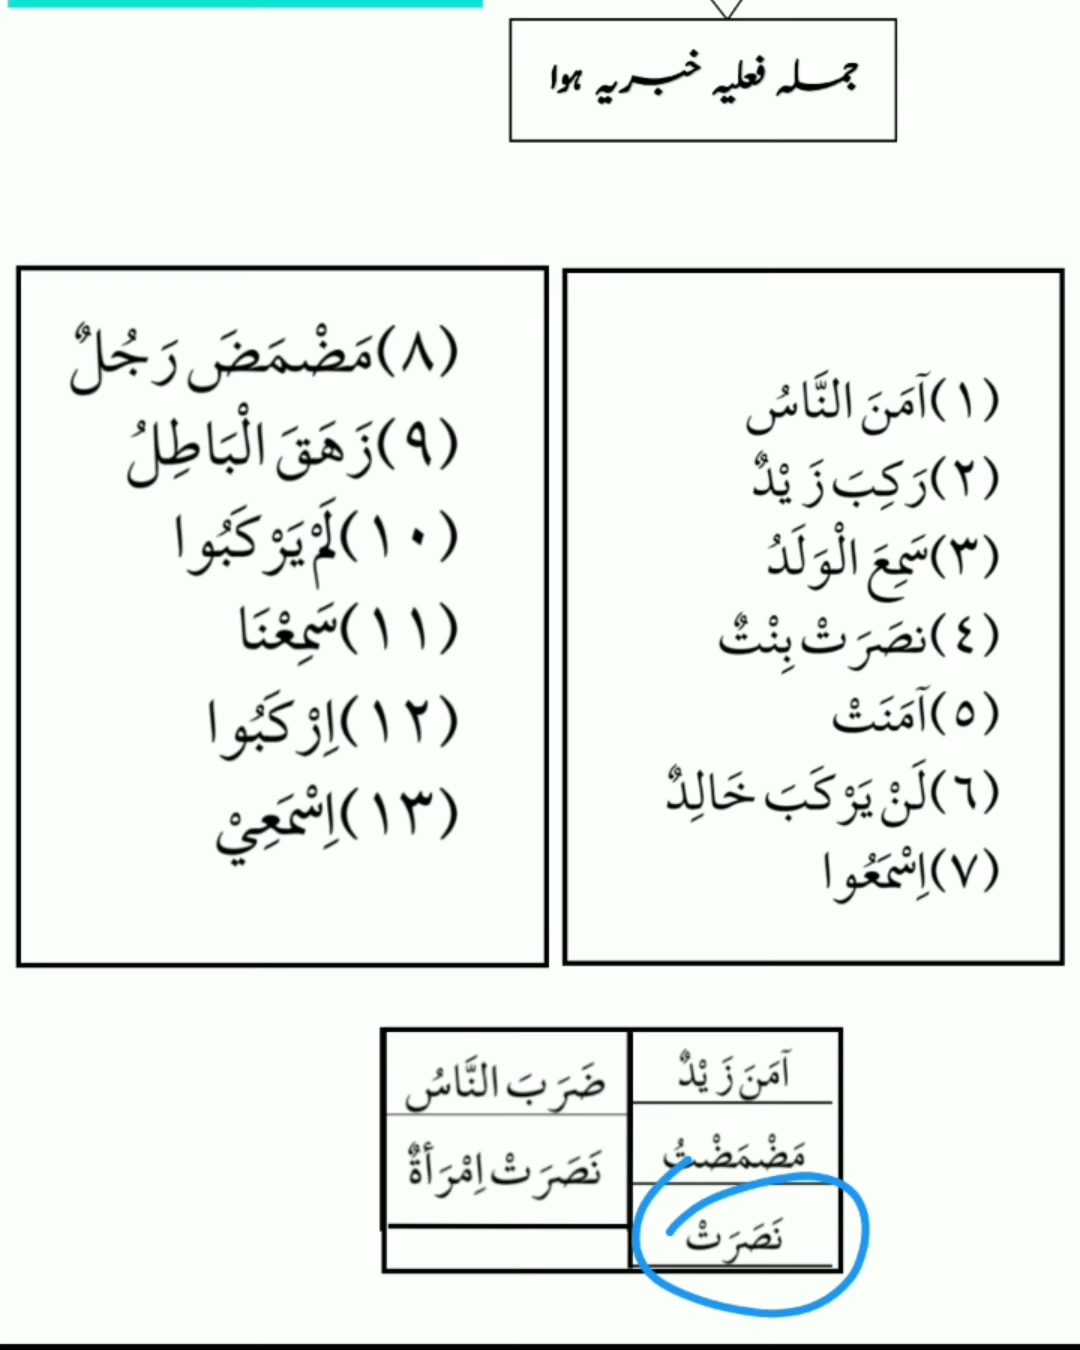 جملہ فعلیہ خبریہ ہوا
(١) آمَنَ النَّاسُ
(٢) رَكِبَ زَيْدٌ
(٣) سَمِعَ الْوَلَدُ
(٤) نصَرَتْ بِنْتٌ
(٥) آمَنَتْ
(٦) لَنْ يَرْكَبَ خَالِدٌ
(٧) اِسْمَعُوا
(٨) مَضْمَضَ رَجُلٌ
(٩) زَهَقَ الْبَاطِلُ
(١٠) لَمْ يَرْكَبُوا
(١١) سَمِعْنَا
(١٢) اِرْكَبُوا
(١٣) اِسْمَعِيْ
آمَنَ زَيْدٌ
مَضْمَضْتُ
نَصَرَتْ
ضَرَبَ النَّاسُ
نَصَرَتْ اِمْرَأةٌ